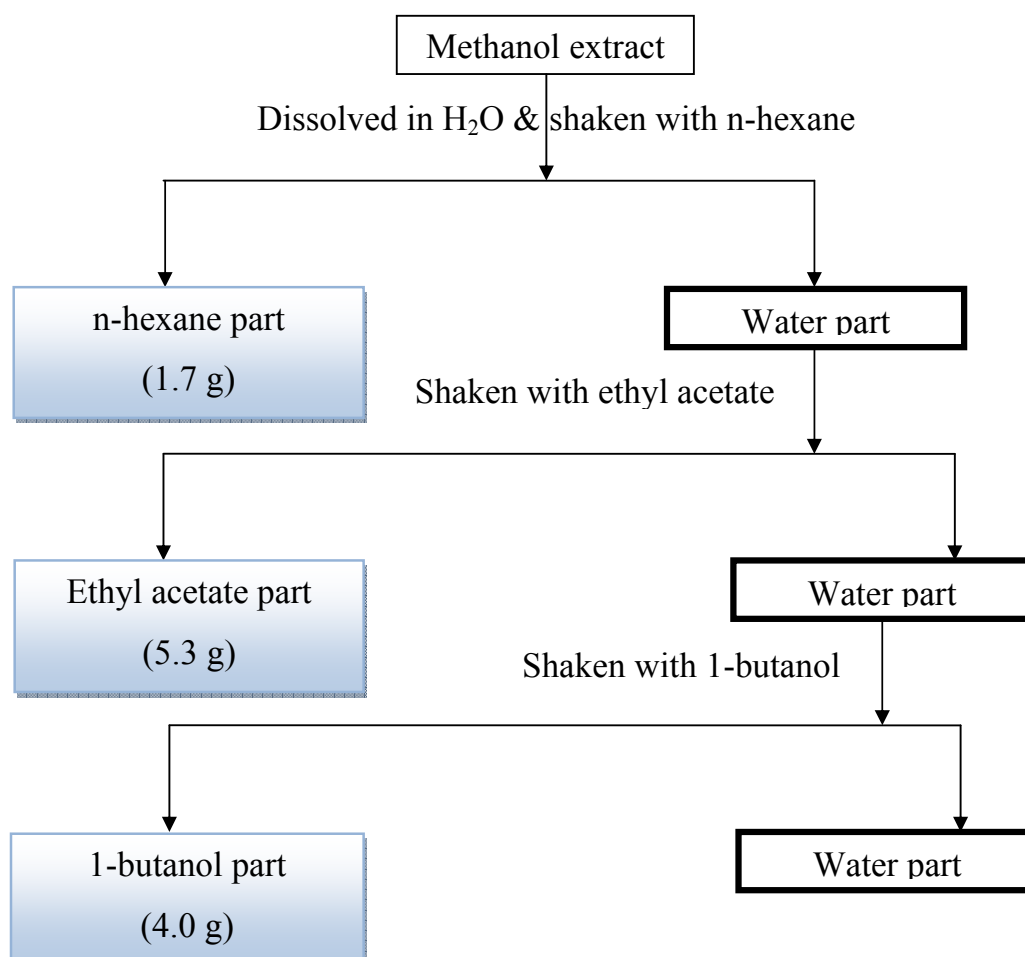 Methanol extract
Dissolved in H₂O & shaken with n-hexane
n-hexane part
(1.7 g)
Water part
Shaken with ethyl acetate
Ethyl acetate part
(5.3 g)
Water part
Shaken with 1-butanol
1-butanol part
(4.0 g)
Water part